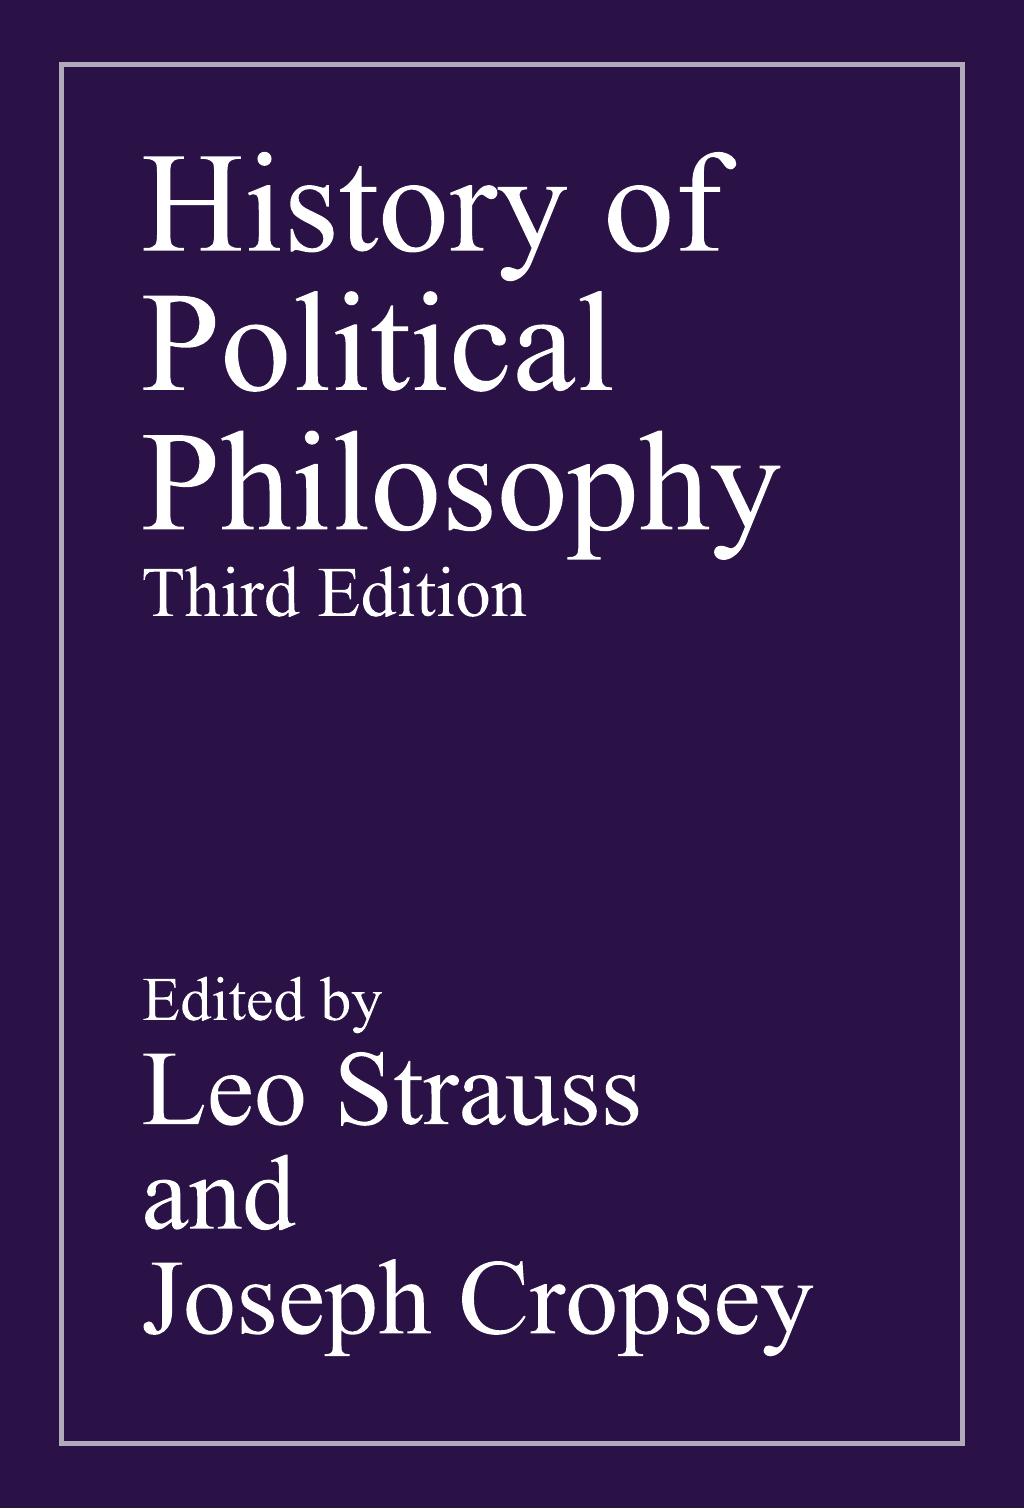 History of
Political
Philosophy
Third Edition
Edited by
Leo Strauss
and
Joseph Cropsey